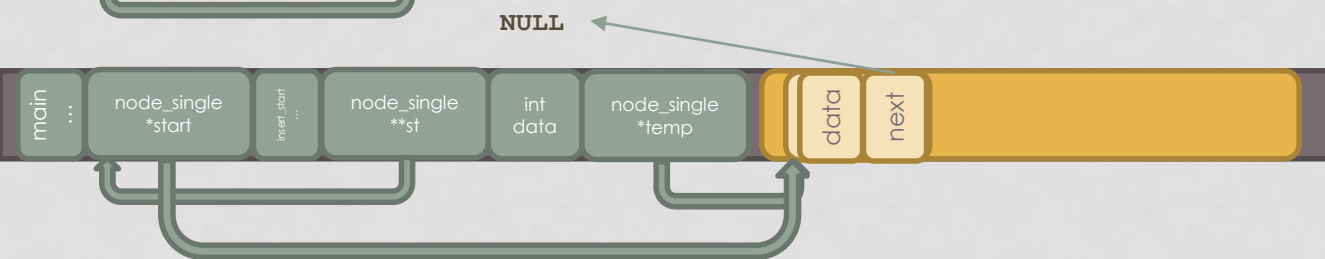 NULL
main
...
node_single
*start
insert_start
...
node_single
**st
int
data
node_single
*temp
data
next